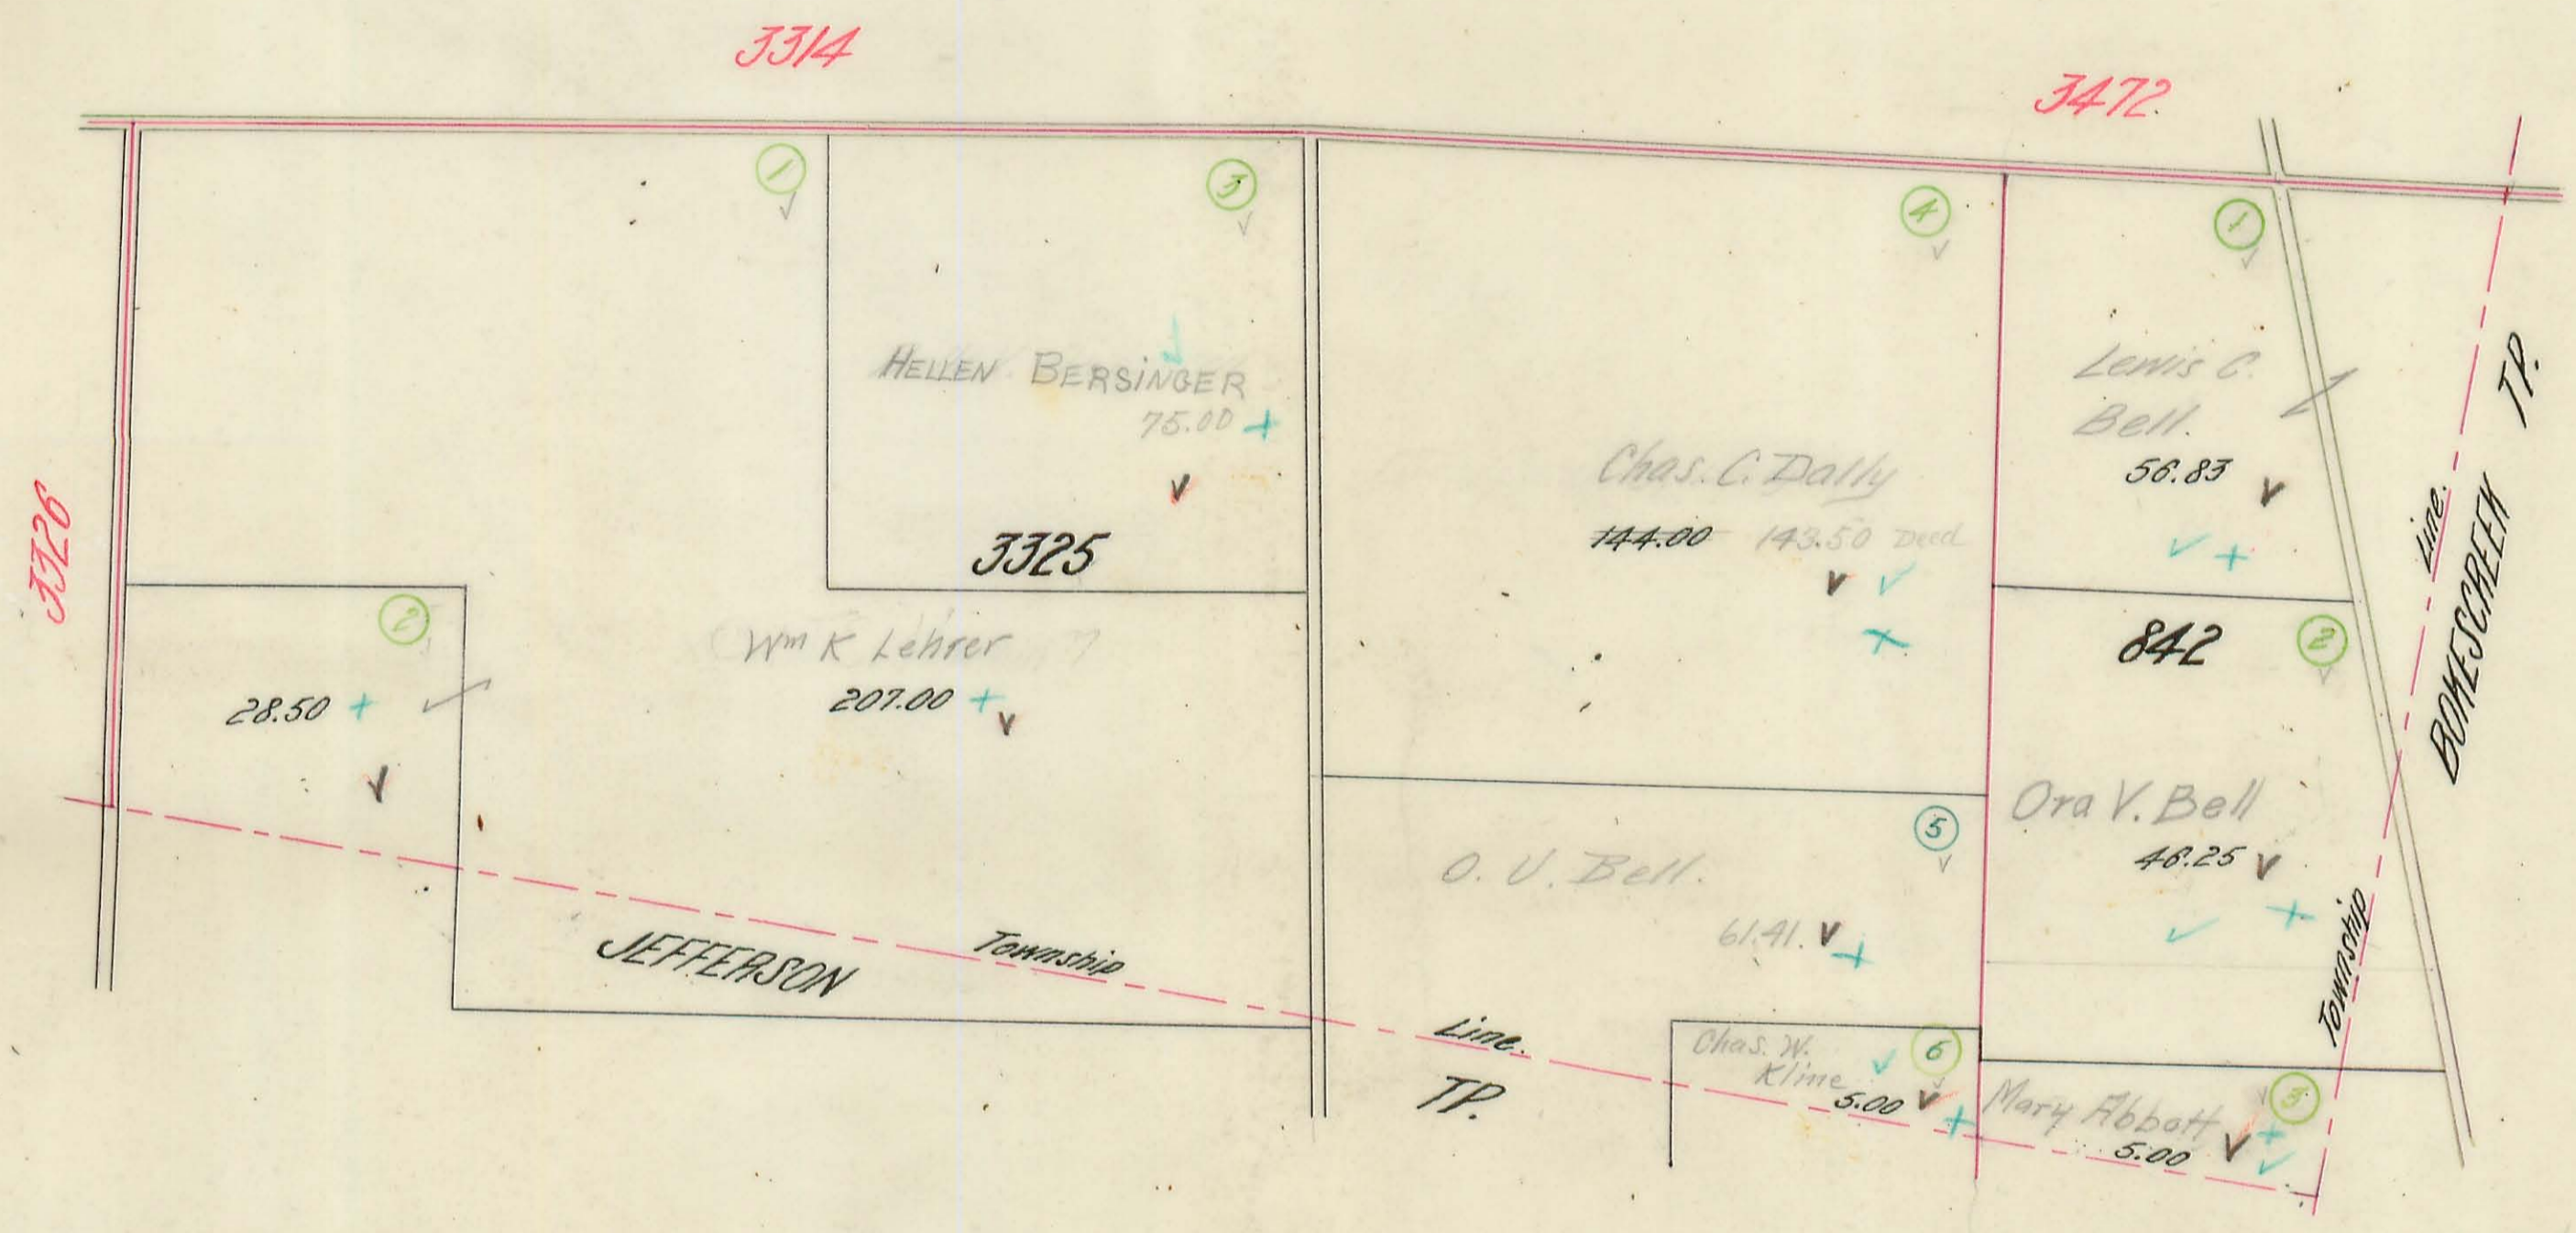 3314
3472.
3326
1
3
4
1
HELLEN BERSINGER
75.00 +
3325
Chas. C. Dally
144.00 143.50 Deed
Lewis C.
Bell.
56.83
842
2
Ora V. Bell
46.25
2
28.50 +
Wm K Lehrer
207.00 +
5
O. V. Bell.
61.41.
6
Chas. W.
Kline
5.00
3
Mary Abbott
5.00
JEFFERSON TP.
Township Line.
Township Line.
BOKESCREEK TP.